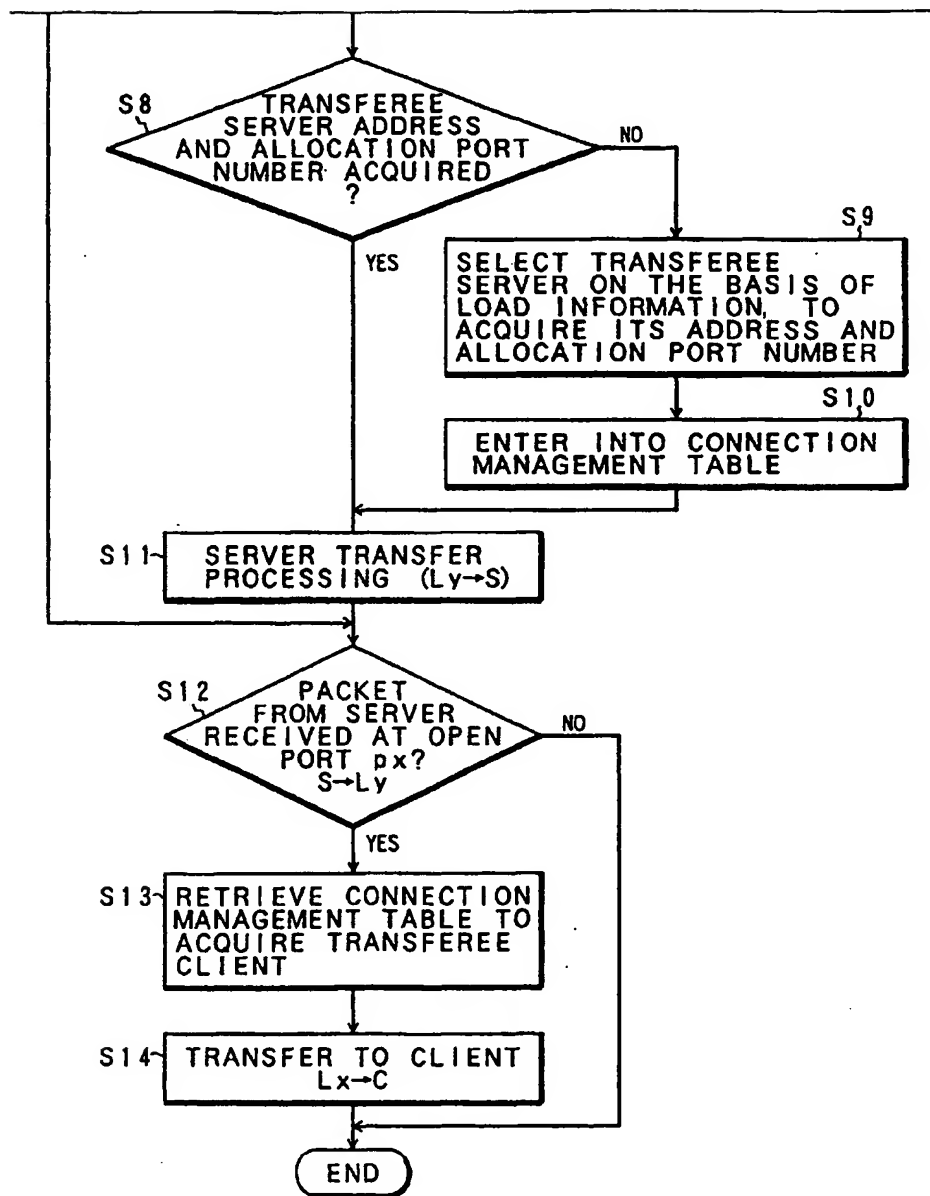 S8
TRANSFEREE
SERVER ADDRESS
AND ALLOCATION PORT
NUMBER ACQUIRED
?
NO
YES
S9
SELECT TRANSFEREE
SERVER ON THE BASIS OF
LOAD INFORMATION, TO
ACQUIRE ITS ADDRESS AND
ALLOCATION PORT NUMBER
S10
ENTER INTO CONNECTION
MANAGEMENT TABLE
S11
SERVER TRANSFER
PROCESSING (Ly→S)
S12
PACKET
FROM SERVER
RECEIVED AT OPEN
PORT px?
S→Ly
NO
YES
S13
RETRIEVE CONNECTION
MANAGEMENT TABLE TO
ACQUIRE TRANSFEREE
CLIENT
S14
TRANSFER TO CLIENT
Lx→C
END